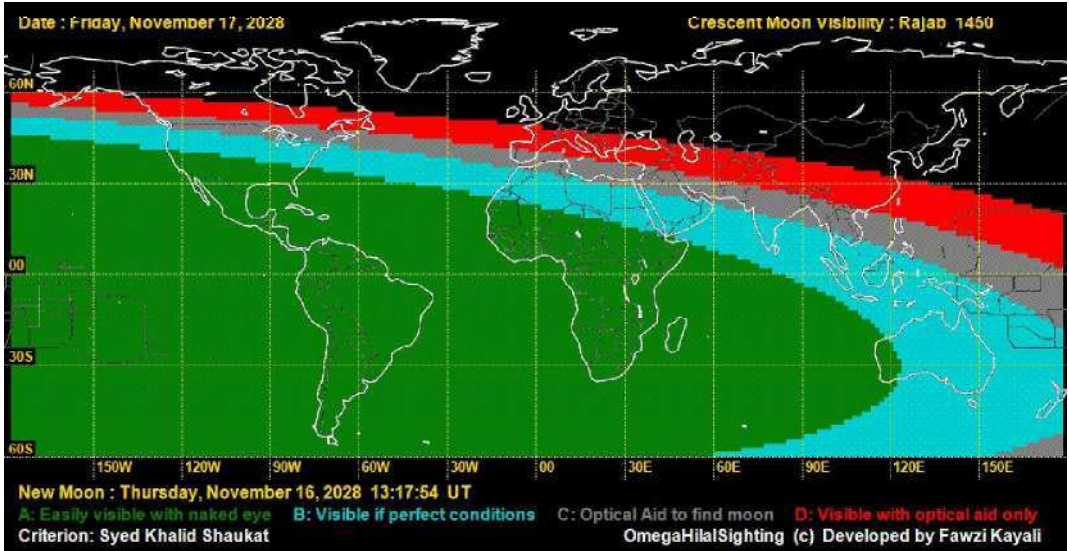 Date : Friday, November 17, 2028
Crescent Moon Visibility : Rajab 1450
60N
30N
00
30S
60S
150W 120W 90W 60W 30W 00 30E 60E 90E 120E 150E
New Moon : Thursday, November 16, 2028 13:17:54 UT
A: Easily visible with naked eye B: Visible if perfect conditions C: Optical Aid to find moon D: Visible with optical aid only
Criterion: Syed Khalid Shaukat OmegaHilalSighting (c) Developed by Fawzi Kayali